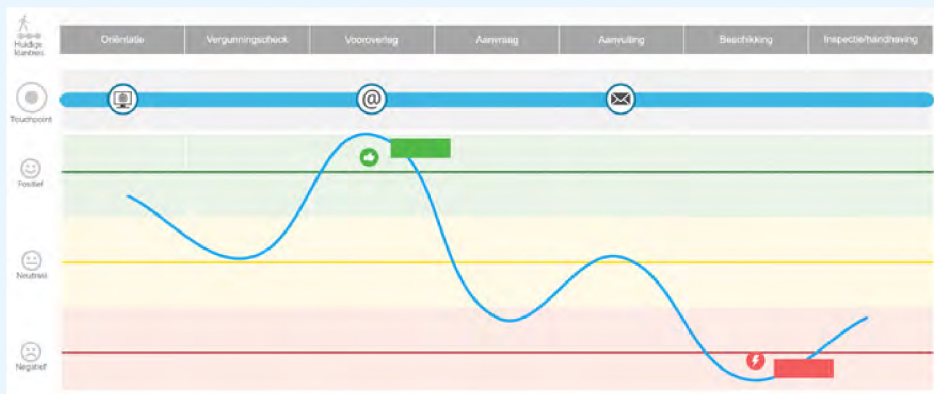 Huidige
klantreis
Oriëntatie
Vergunningscheck
Vooroverleg
Aanvraag
Aanvulling
Beschikking
Inspectie/handhaving
Touchpoint
@
Positief
Neutraal
Negatief